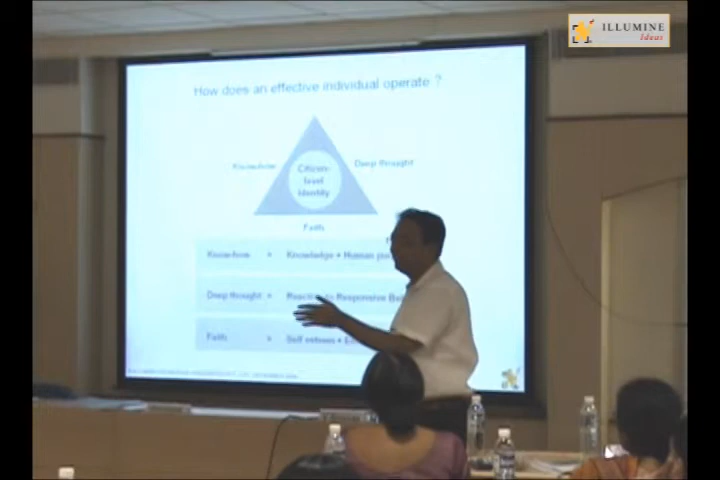 ILLUMINE
Ideas
How does an effective individual operate ?
Know-how
Deep thought
Citizen-
level
Identity
Faith
Know-how = Knowledge + Human
Deep thought = to Responsive
Faith = Self esteem +